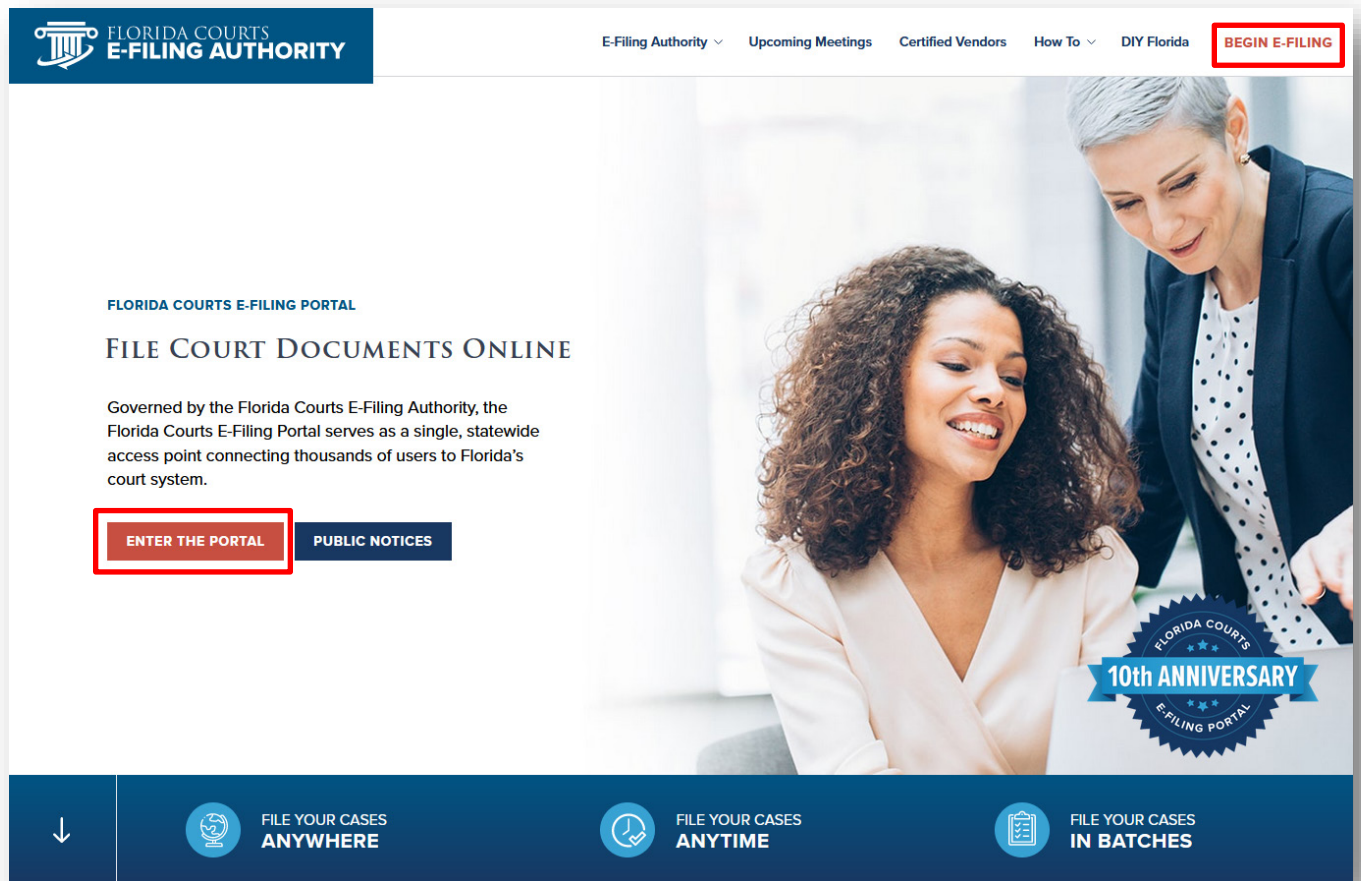 FLORIDA COURTS
E-FILING AUTHORITY
E-Filing Authority
Upcoming Meetings
Certified Vendors
How To
DIY Florida
BEGIN E-FILING
FLORIDA COURTS E-FILING PORTAL
FILE COURT DOCUMENTS ONLINE
Governed by the Florida Courts E-Filing Authority, the
Florida Courts E-Filing Portal serves as a single, statewide
access point connecting thousands of users to Florida's
court system.
ENTER THE PORTAL
PUBLIC NOTICES
FLORIDA COURTS
10th ANNIVERSARY
E-FILING PORTAL
FILE YOUR CASES
ANYWHERE
FILE YOUR CASES
ANYTIME
FILE YOUR CASES
IN BATCHES